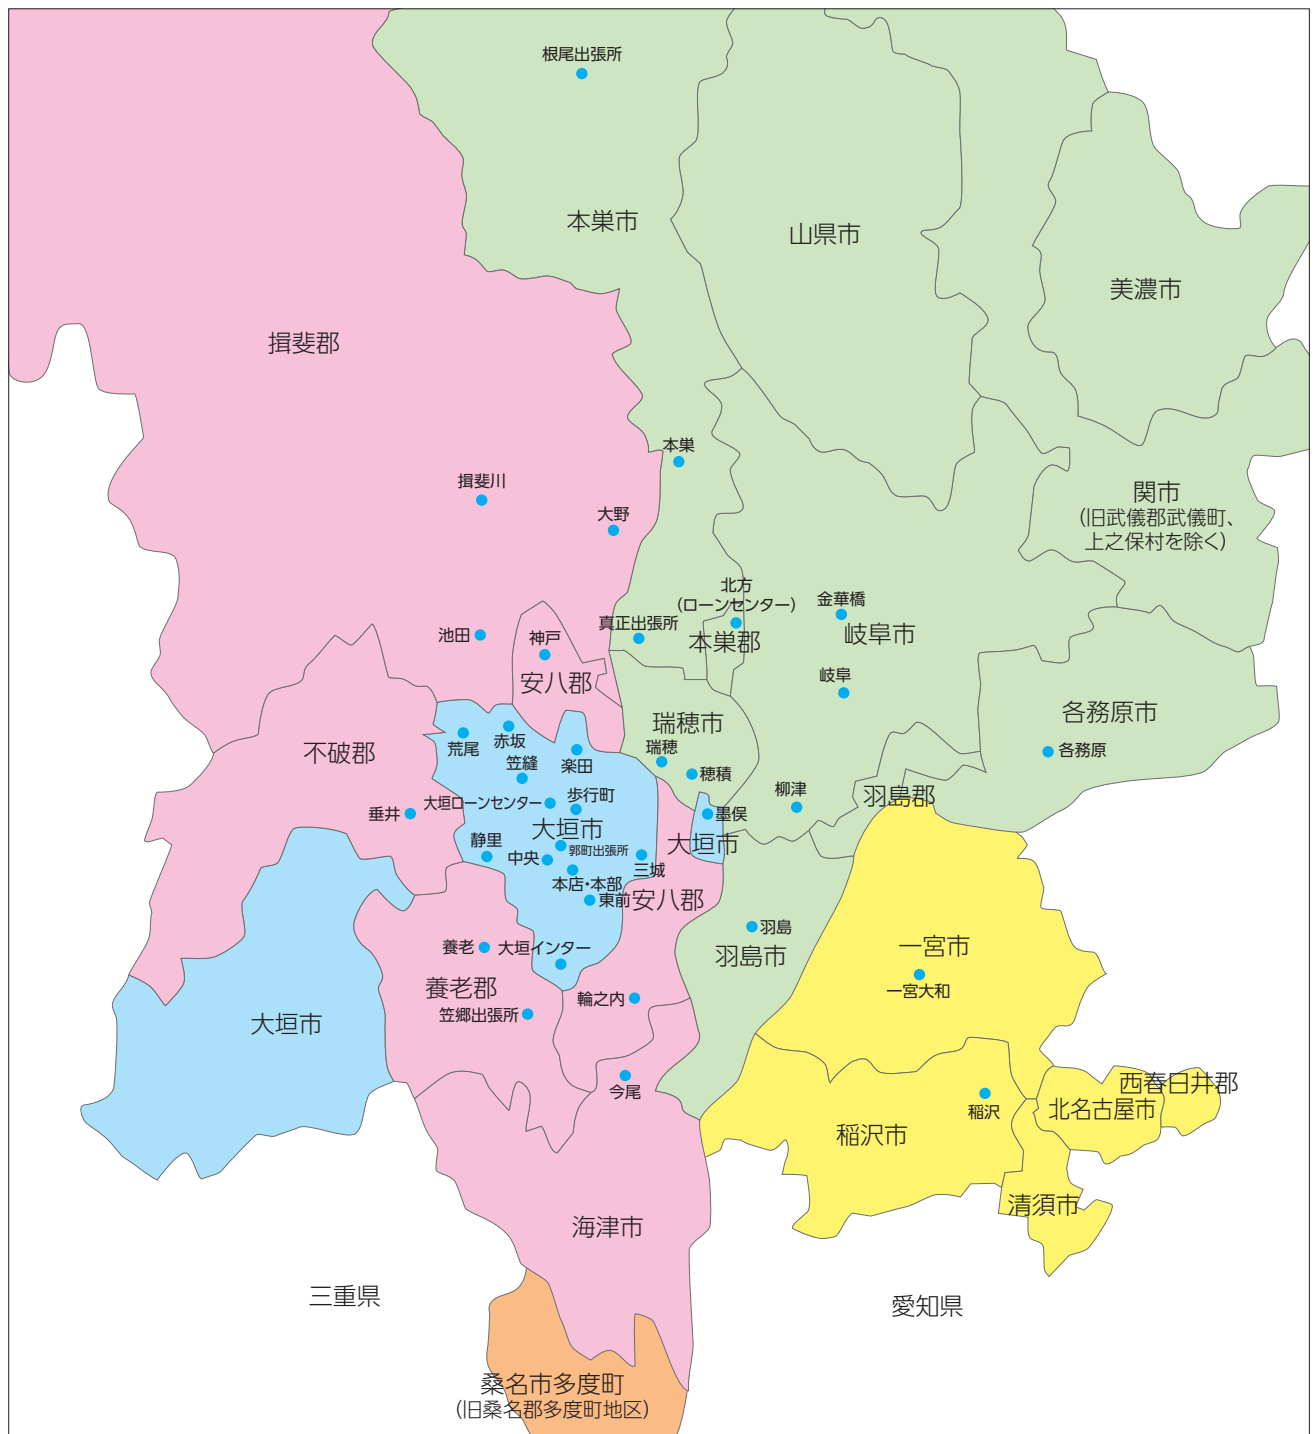 根尾出張所
本巣市
山県市
美濃市
揖斐郡
本巣
揖斐川
大野
関市
(旧武儀郡武儀町、
上之保村を除く)
北方
(ローンセンター)
金華橋
真正出張所
池田
神戸
本巣郡
岐阜市
安八郡
岐阜
瑞穂市
各務原市
不破郡
荒尾
赤坂
笠縫
楽田
瑞穂
穂積
各務原
柳津
羽島郡
大垣ローンセンター
歩行町
垂井
墨俣
大垣市
静里
中央
郭町出張所
大垣市
三城
本店・本部
東前
安八郡
羽島
羽島市
養老
大垣インター
一宮市
養老郡
一宮大和
輪之内
笠郷出張所
大垣市
今尾
西春日井郡
稲沢
北名古屋市
稲沢市
清須市
海津市
三重県
愛知県
桑名市多度町
(旧桑名郡多度町地区)